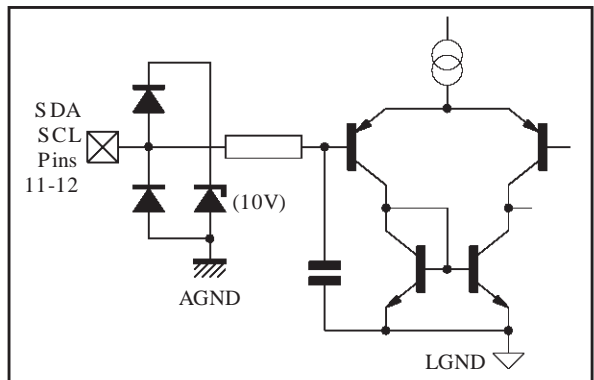 SDA
SCL
Pins
11-12
(10V)
AGND
LGND